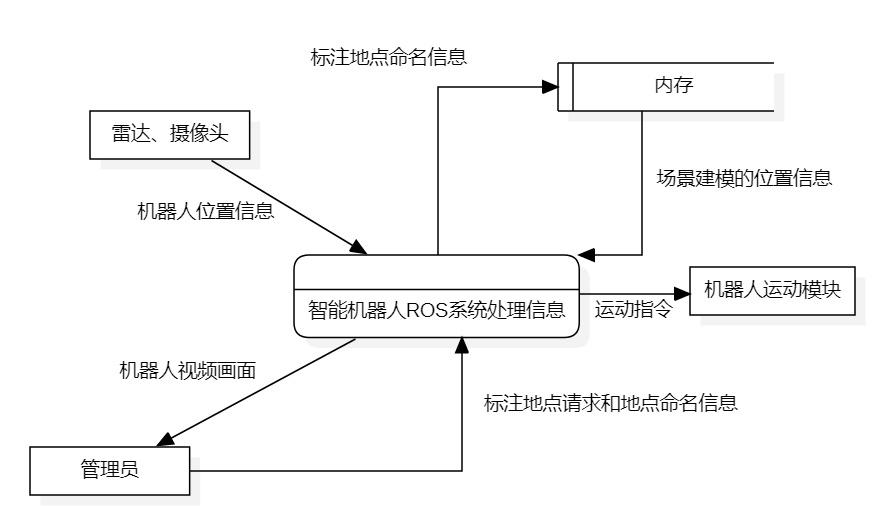 标注地点命名信息
内存
雷达、摄像头
场景建模的位置信息
机器人位置信息
机器人运动模块
智能机器人ROS系统处理信息
运动指令
机器人视频画面
标注地点请求和地点命名信息
管理员